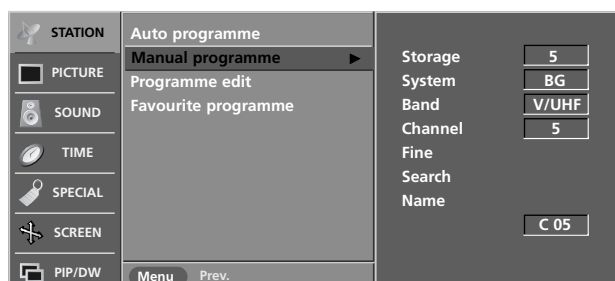 STATION
PICTURE
SOUND
TIME
SPECIAL
SCREEN
PIP/DW
Auto programme
Manual programme
Programme edit
Favourite programme
Menu Prev.
Storage 5
System BG
Band V/UHF
Channel 5
Fine
Search
Name
C 05